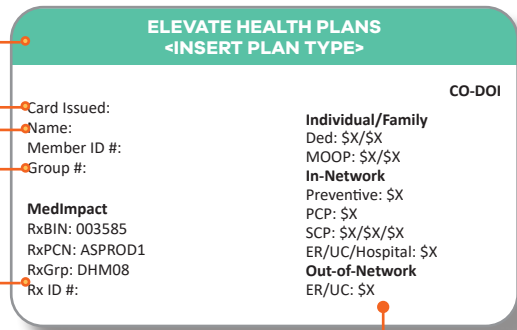 ELEVATE HEALTH PLANS
<INSERT PLAN TYPE>
CO-DOI
Card Issued:
Name:
Member ID #:
Group #:
MedImpact
RxBIN: 003585
RxPCN: ASPROD1
RxGrp: DHM08
Rx ID #:
Individual/Family
Ded: $X/$X
MOOP: $X/$X
In-Network
Preventive: $X
PCP: $X
SCP: $X/$X/$X
ER/UC/Hospital: $X
Out-of-Network
ER/UC: $X